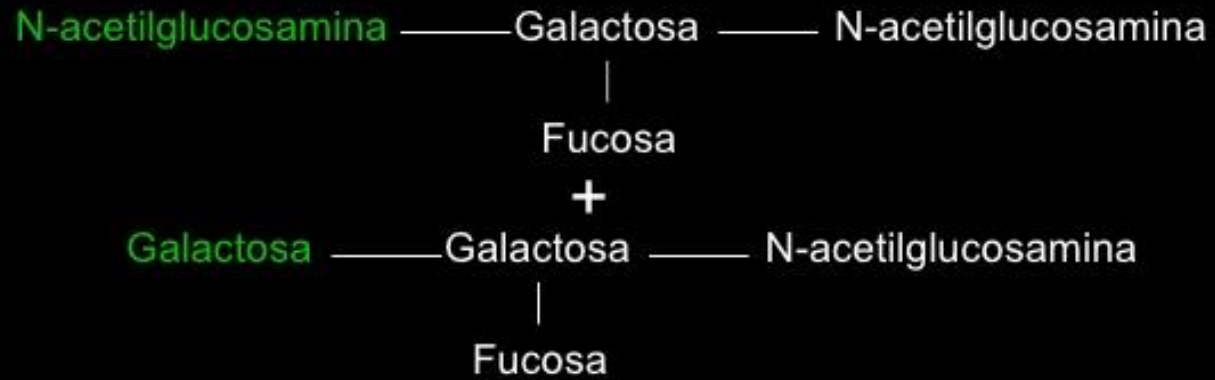 N-acetilglucosamina Galactosa N-acetilglucosamina
Fucosa
+
Galactosa Galactosa N-acetilglucosamina
Fucosa